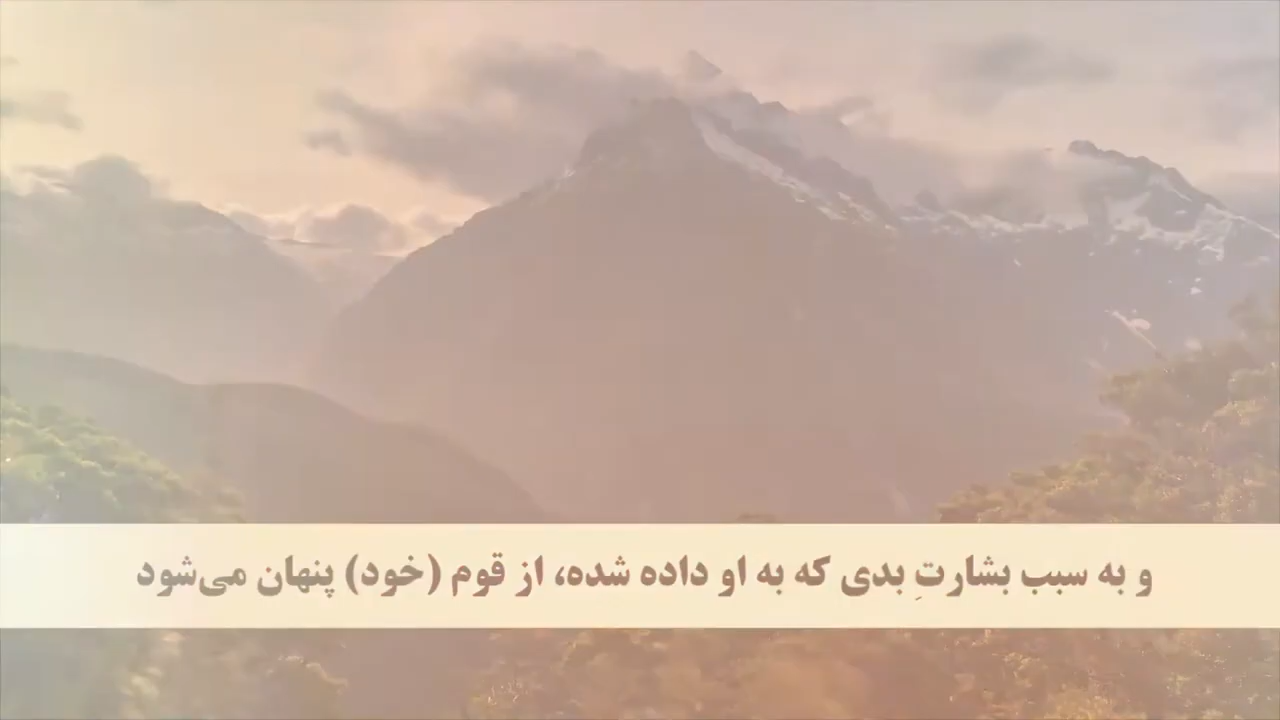 و به سبب بشارتِ بدی که به او داده شده، از قوم (خود) پنهان می‌شود